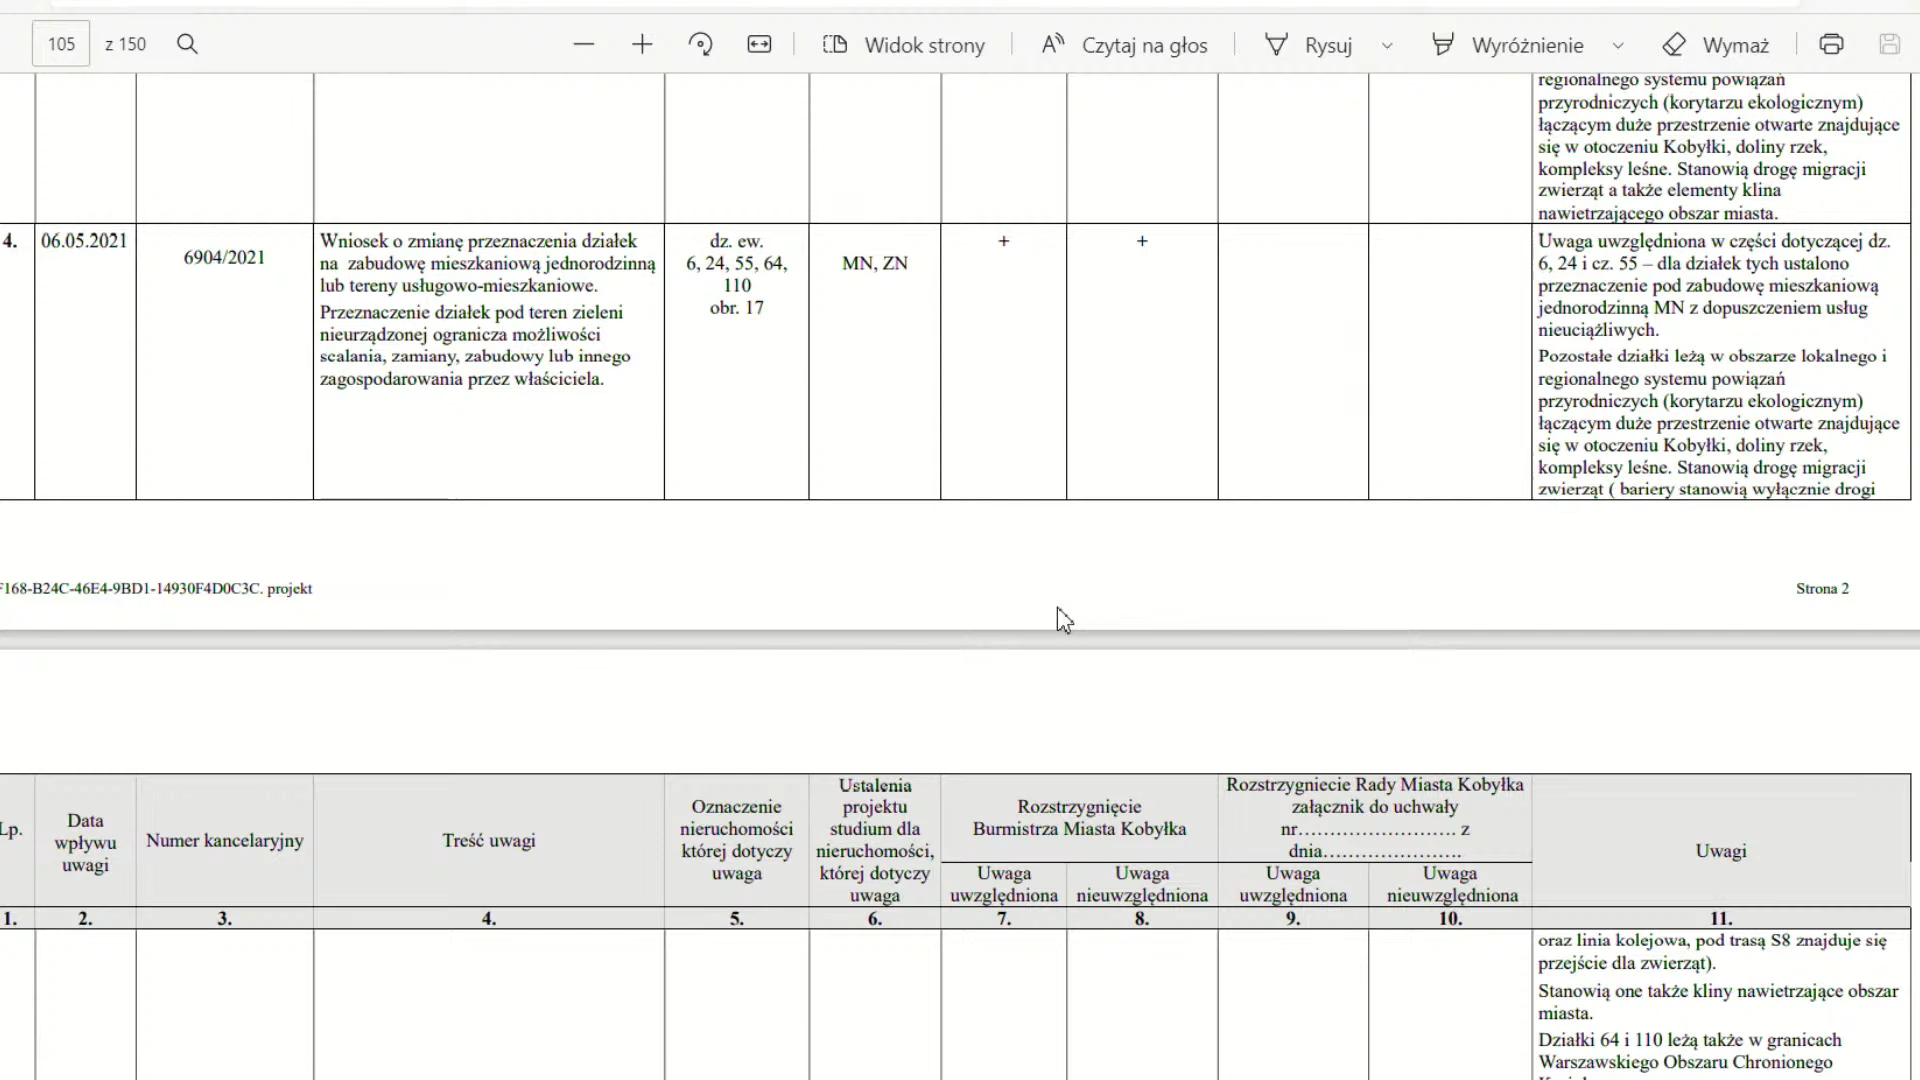 105 z 150 Widok strony Czytaj na głos Rysuj Wyróżnienie Wymaż
regionalnego systemu powiązań
przyrodniczych (korytarzu ekologicznym)
łączącym duże przestrzenie otwarte znajdujące
się w otoczeniu Kobyłki, doliny rzek,
kompleksy leśne. Stanowią drogę migracji
zwierząt a także elementy klina
nawietrzającego obszar miasta.
4.
06.05.2021
6904/2021
Wniosek o zmianę przeznaczenia działek
na zabudowę mieszkaniową jednorodzinną
lub tereny usługowo-mieszkaniowe.
Przeznaczenie działek pod teren zieleni
nieurządzonej ogranicza możliwości
scalania, zamiany, zabudowy lub innego
zagospodarowania przez właściciela.
dz. ew.
6, 24, 55, 64,
110
obr. 17
MN, ZN
+
+
Uwaga uwzględniona w części dotyczącej dz.
6, 24 i cz. 55 – dla działek tych ustalono
przeznaczenie pod zabudowę mieszkaniową
jednorodzinną MN z dopuszczeniem usług
nieuciążliwych.
Pozostałe działki leżą w obszarze lokalnego i
regionalnego systemu powiązań
przyrodniczych (korytarzu ekologicznym)
łączącym duże przestrzenie otwarte znajdujące
się w otoczeniu Kobyłki, doliny rzek,
kompleksy leśne. Stanowią drogę migracji
zwierząt ( bariery stanowią wyłącznie drogi
F168-B24C-46E4-9BD1-14930F4D0C3C. projekt
Strona 2
Lp.
Data
wpływu
uwagi
Numer kancelaryjny
Treść uwagi
Oznaczenie
nieruchomości
której dotyczy
uwaga
Ustalenia
projektu
studium dla
nieruchomości,
której dotyczy
uwaga
Rozstrzygnięcie
Burmistrza Miasta Kobyłka
Uwaga
uwzględniona
Uwaga
nieuwzględniona
Rozstrzygniecie Rady Miasta Kobyłka
załącznik do uchwały
nr……………………. z
dnia………………….
Uwaga
uwzględniona
Uwaga
nieuwzględniona
Uwagi
1. 2. 3. 4. 5. 6. 7. 8. 9. 10. 11.
oraz linia kolejowa, pod trasą S8 znajduje się
przejście dla zwierząt).
Stanowią one także kliny nawietrzające obszar
miasta.
Działki 64 i 110 leżą także w granicach
Warszawskiego Obszaru Chronionego